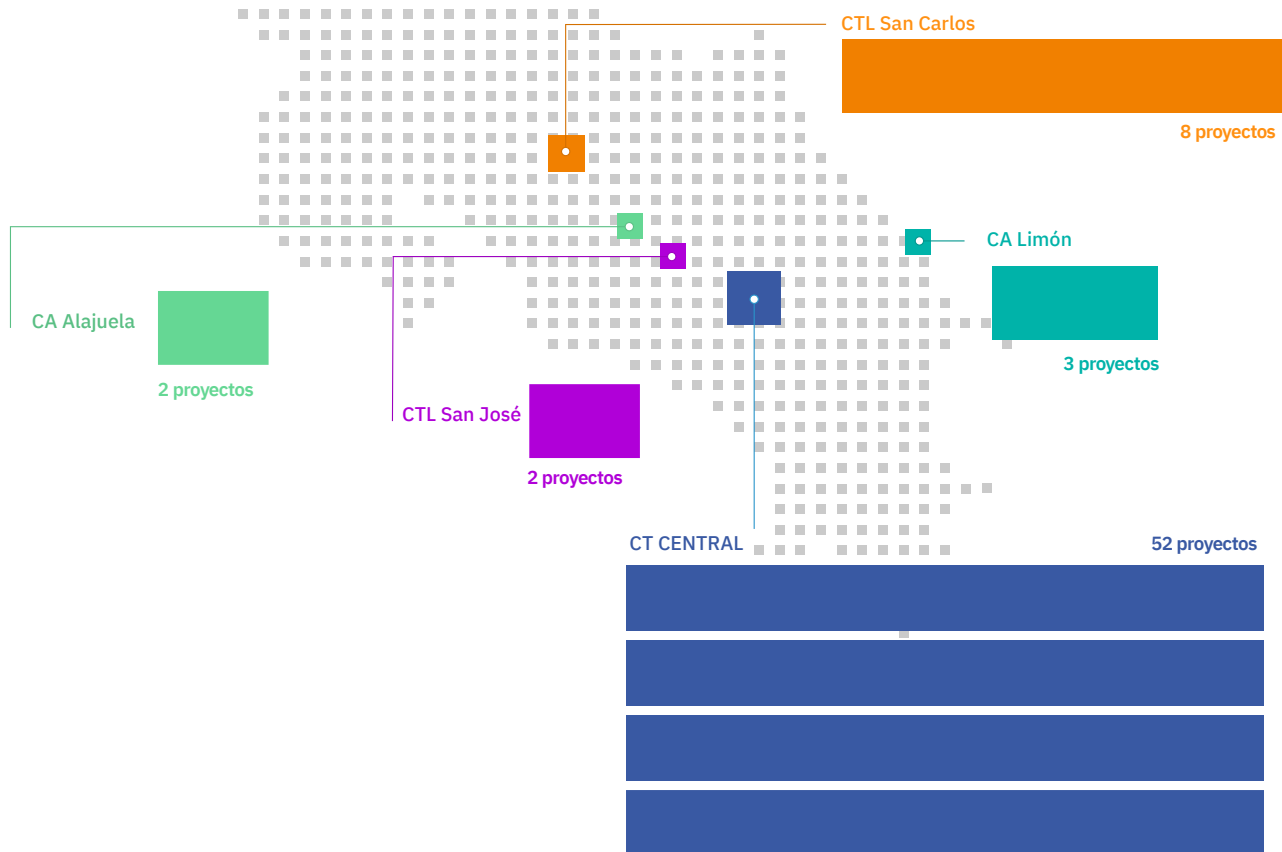 CTL San Carlos
8 proyectos
CA Limón
3 proyectos
CA Alajuela
2 proyectos
CTL San José
2 proyectos
CT CENTRAL
52 proyectos